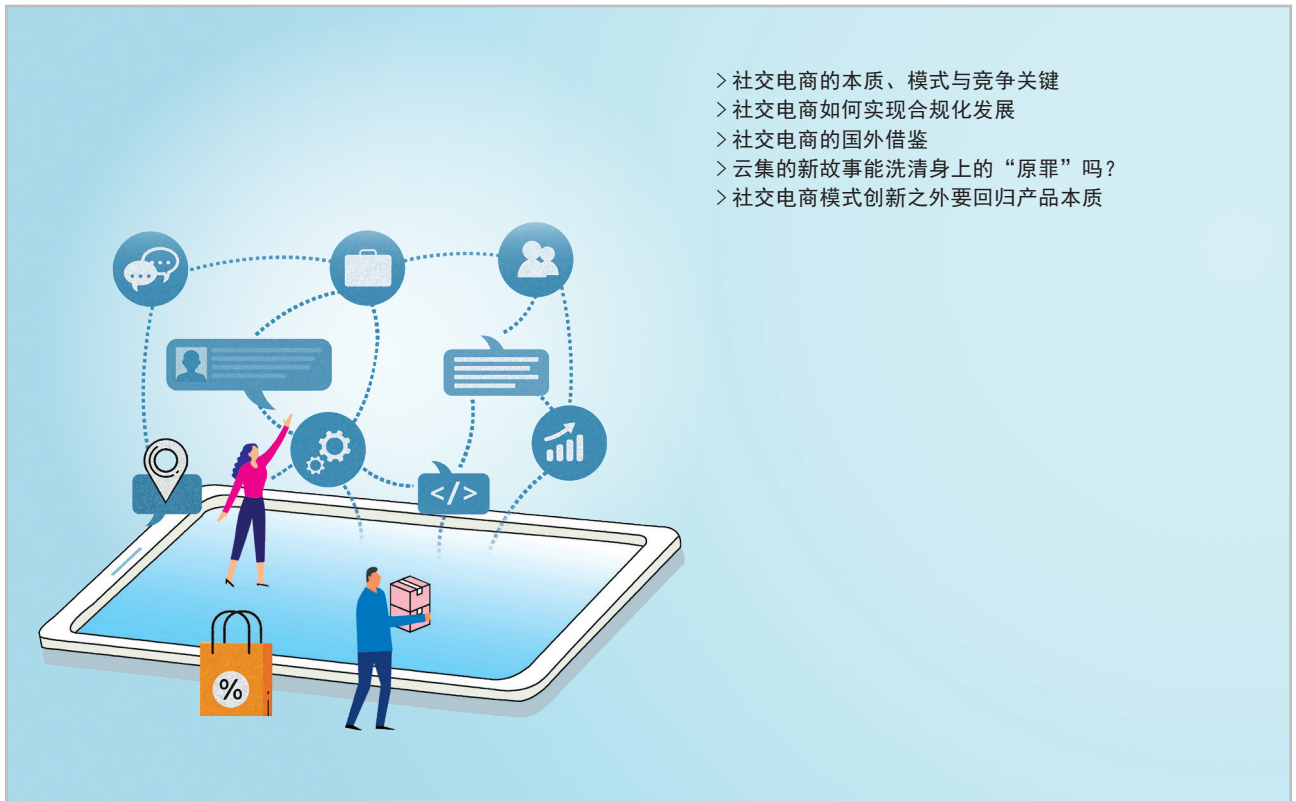 >社交电商的本质、模式与竞争关键
>社交电商如何实现合规化发展
>社交电商的国外借鉴
>云集的新故事能洗清身上的“原罪”吗？
>社交电商模式创新之外要回归产品本质
</>
%